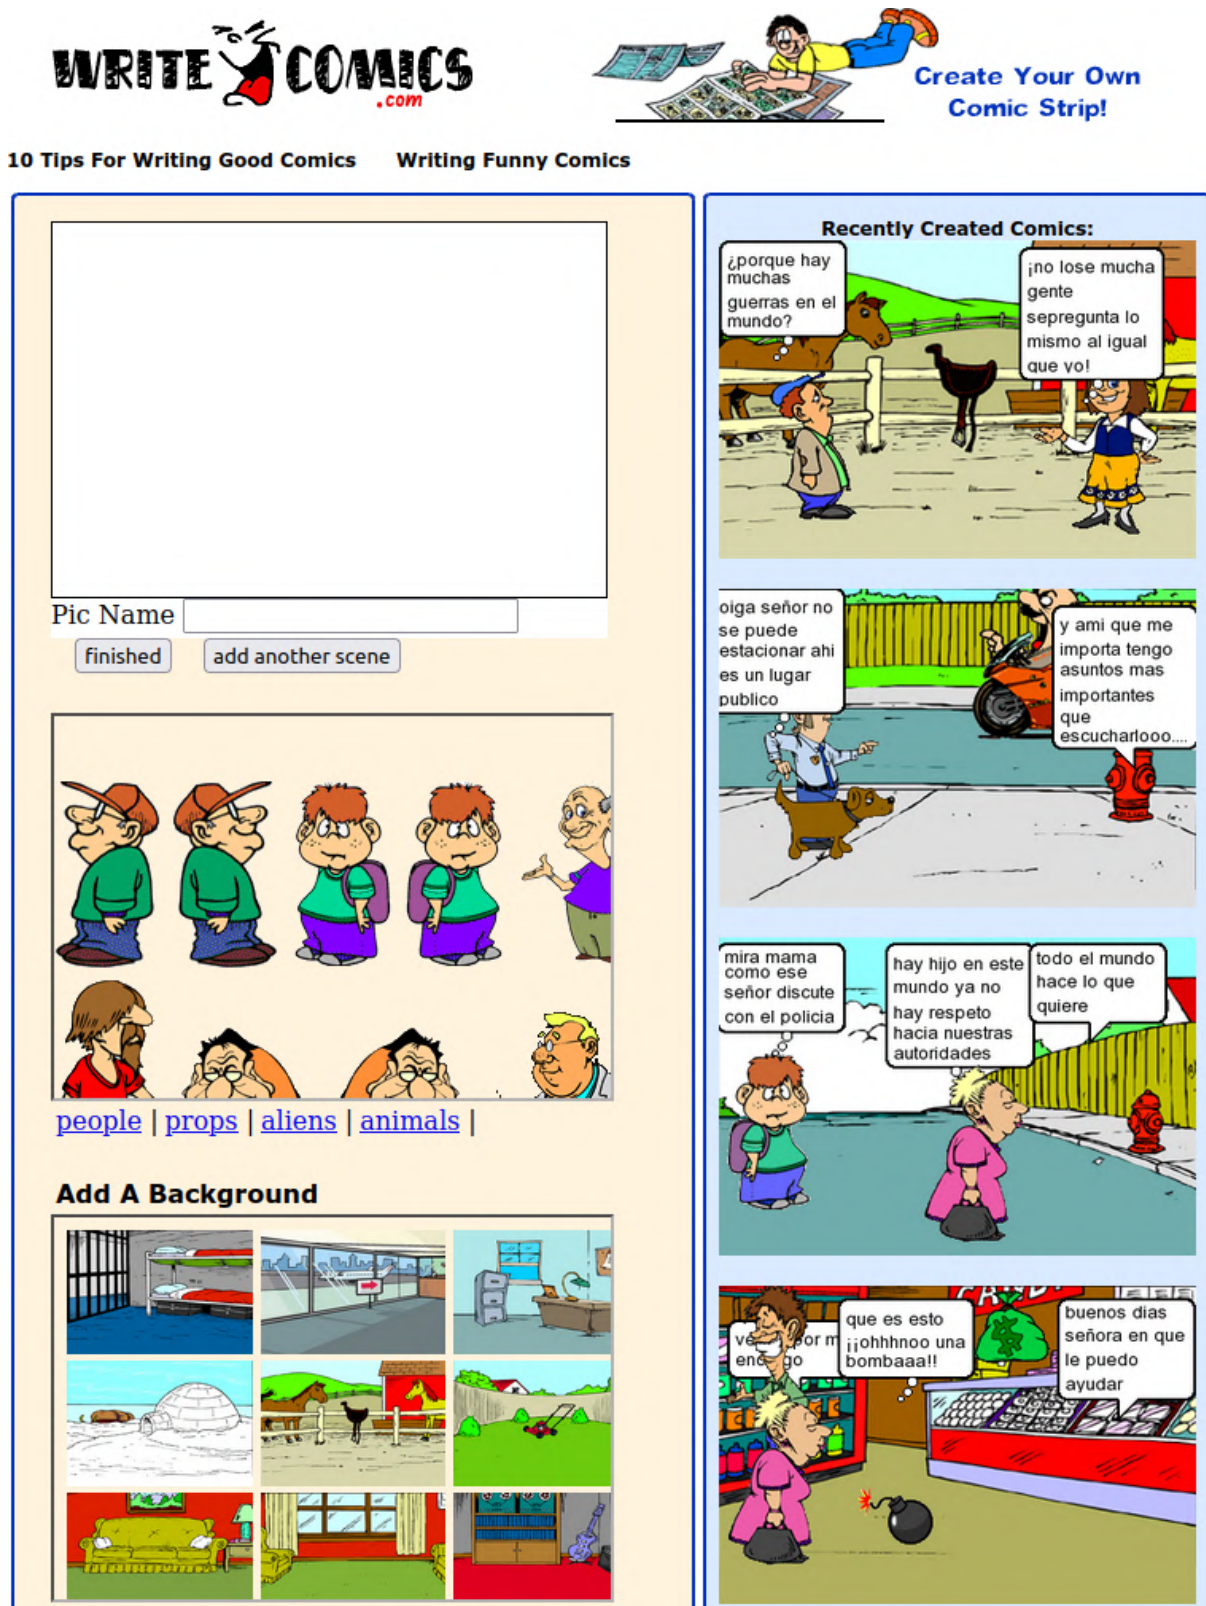 WRITE COMICS
.com
Create Your Own
Comic Strip!
10 Tips For Writing Good Comics
Writing Funny Comics
Pic Name
finished
add another scene
people | props | aliens | animals |
Add A Background
Recently Created Comics:
¿porque hay
muchas
guerras en el
mundo?
¡no lose mucha
gente
sepregunta lo
mismo al igual
que yo!
oiga señor no
se puede
estacionar ahi
es un lugar
publico
y ami que me
importa tengo
asuntos mas
importantes
que
escucharlooo....
mira mama
como ese
señor discute
con el policia
hay hijo en este
mundo ya no
hay respeto
hacia nuestras
autoridades
todo el mundo
hace lo que
quiere
por m
que es esto
¡¡ohhhnoo una
bombaaa!!
buenos dias
señora en que
le puedo
ayudar